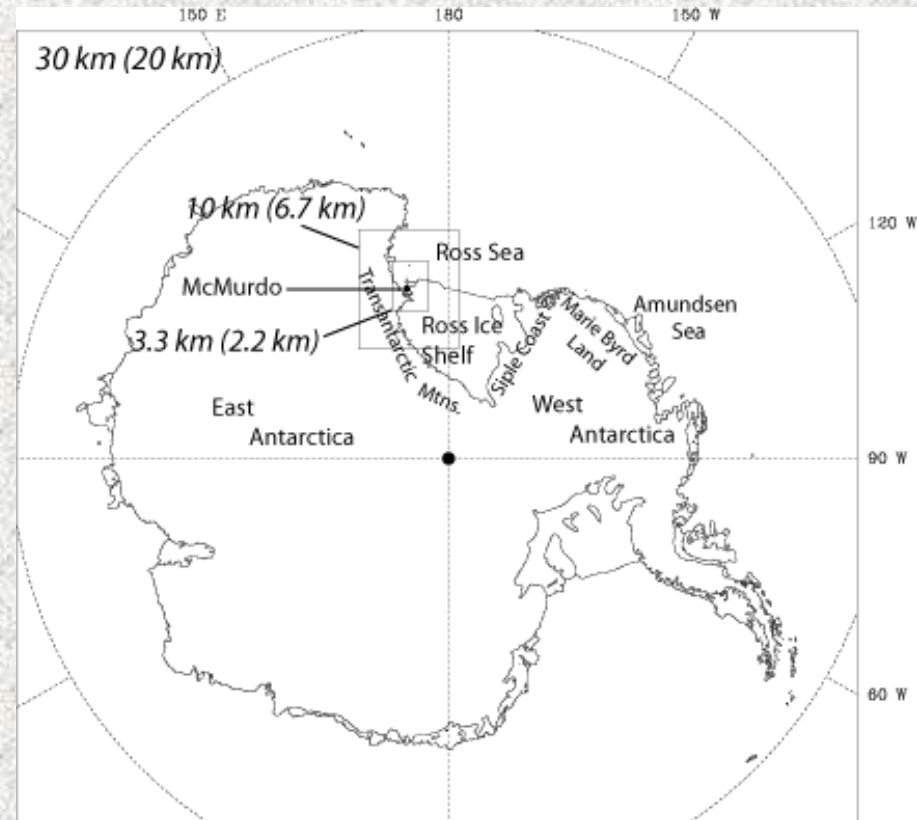 150 E
180
150 W
30 km (20 km)
10 km (6.7 km)
120 W
Ross Sea
McMurdo
Transantarctic Mtns.
Amundsen
Sea
Marie Byrd
Land
Siple Coast
Ross Ice
Shelf
3.3 km (2.2 km)
East
Antarctica
West
Antarctica
90 W
60 W